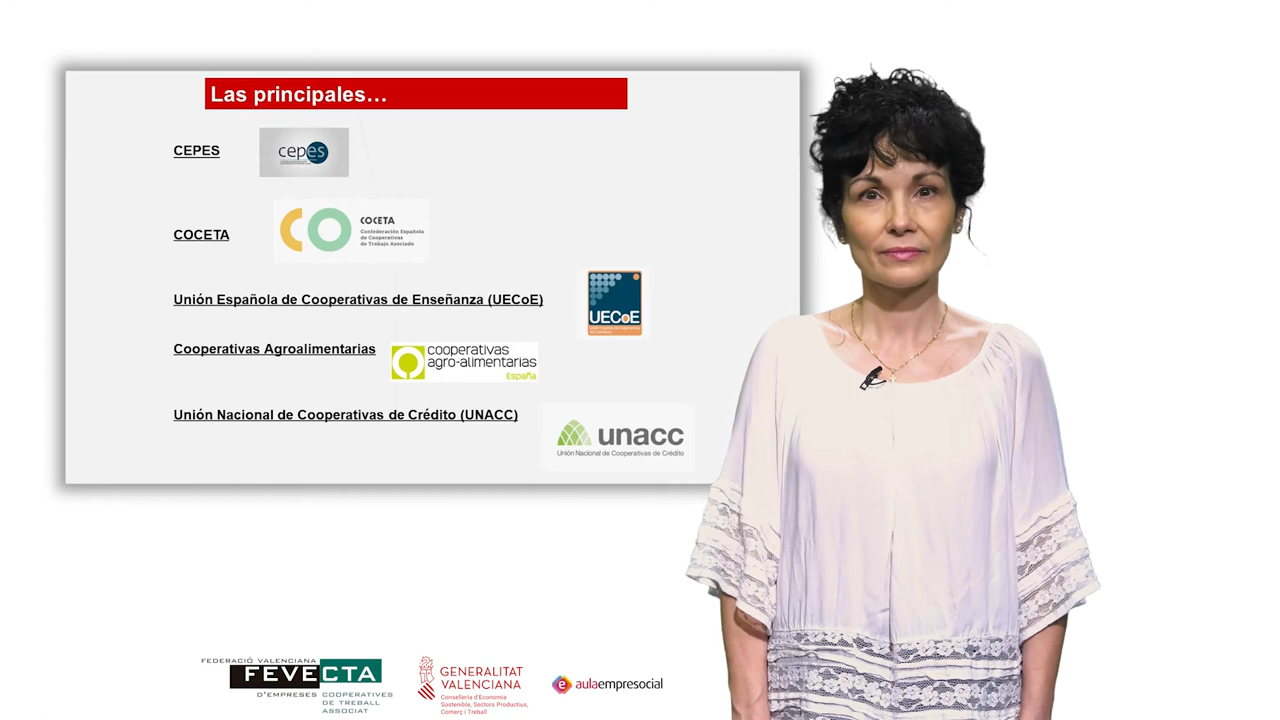 Las principales...
CEPES
cepes
COCETA
CO
COCETA
Confederación Española
de Cooperativas
de Trabajo Asociado
Unión Española de Cooperativas de Enseñanza (UECoE)
UECoE
Cooperativas Agroalimentarias
cooperativas
agro-alimentarias
España
Unión Nacional de Cooperativas de Crédito (UNACC)
unacc
Unión Nacional de Cooperativas de Crédito
FEDERACIÓ VALENCIANA
FEVECTA
D'EMPRESES COOPERATIVES
DE TREBALL
ASSOCIAT
GENERALITAT
VALENCIANA
Conselleria d'Economia
Sostenible, Sectors Productius,
Comerç i Treball
e aulaempresocial